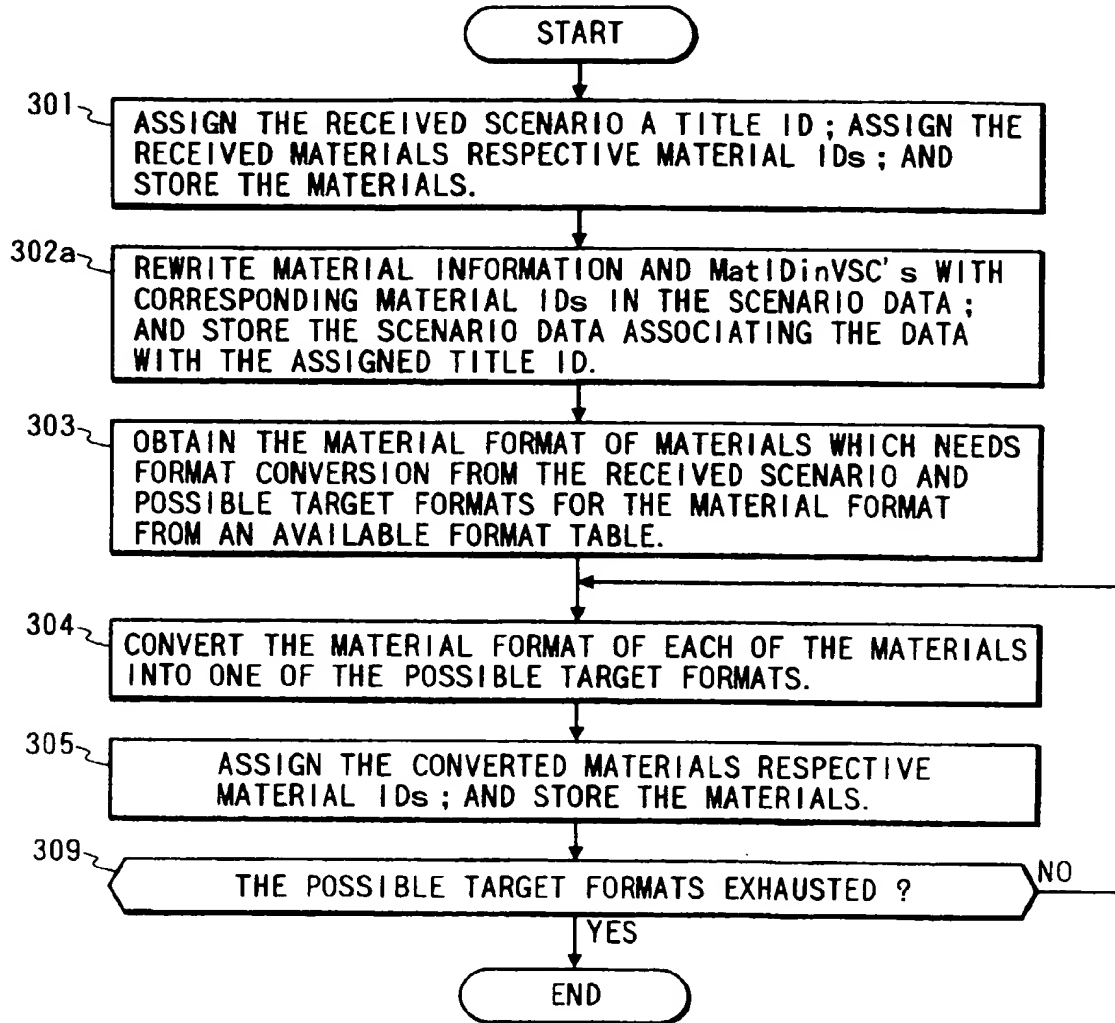 START
301
ASSIGN THE RECEIVED SCENARIO A TITLE ID; ASSIGN THE
RECEIVED MATERIALS RESPECTIVE MATERIAL IDs; AND
STORE THE MATERIALS.
302a
REWRITE MATERIAL INFORMATION AND MatIDinVSC's WITH
CORRESPONDING MATERIAL IDs IN THE SCENARIO DATA;
AND STORE THE SCENARIO DATA ASSOCIATING THE DATA
WITH THE ASSIGNED TITLE ID.
303
OBTAIN THE MATERIAL FORMAT OF MATERIALS WHICH NEEDS
FORMAT CONVERSION FROM THE RECEIVED SCENARIO AND
POSSIBLE TARGET FORMATS FOR THE MATERIAL FORMAT
FROM AN AVAILABLE FORMAT TABLE.
304
CONVERT THE MATERIAL FORMAT OF EACH OF THE MATERIALS
INTO ONE OF THE POSSIBLE TARGET FORMATS.
305
ASSIGN THE CONVERTED MATERIALS RESPECTIVE
MATERIAL IDs; AND STORE THE MATERIALS.
309
THE POSSIBLE TARGET FORMATS EXHAUSTED ?
NO
YES
END